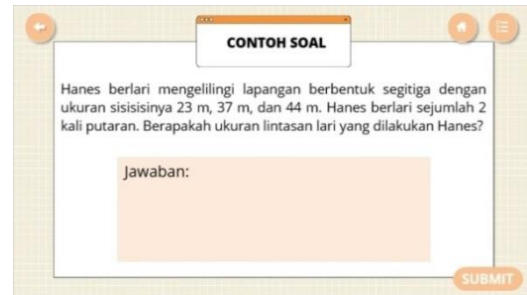 CONTOH SOAL
Hanes berlari mengelilingi lapangan berbentuk segitiga dengan
ukuran sisisisinya 23 m, 37 m, dan 44 m. Hanes berlari sejumlah 2
kali putaran. Berapakah ukuran lintasan lari yang dilakukan Hanes?
Jawaban:
SUBMIT